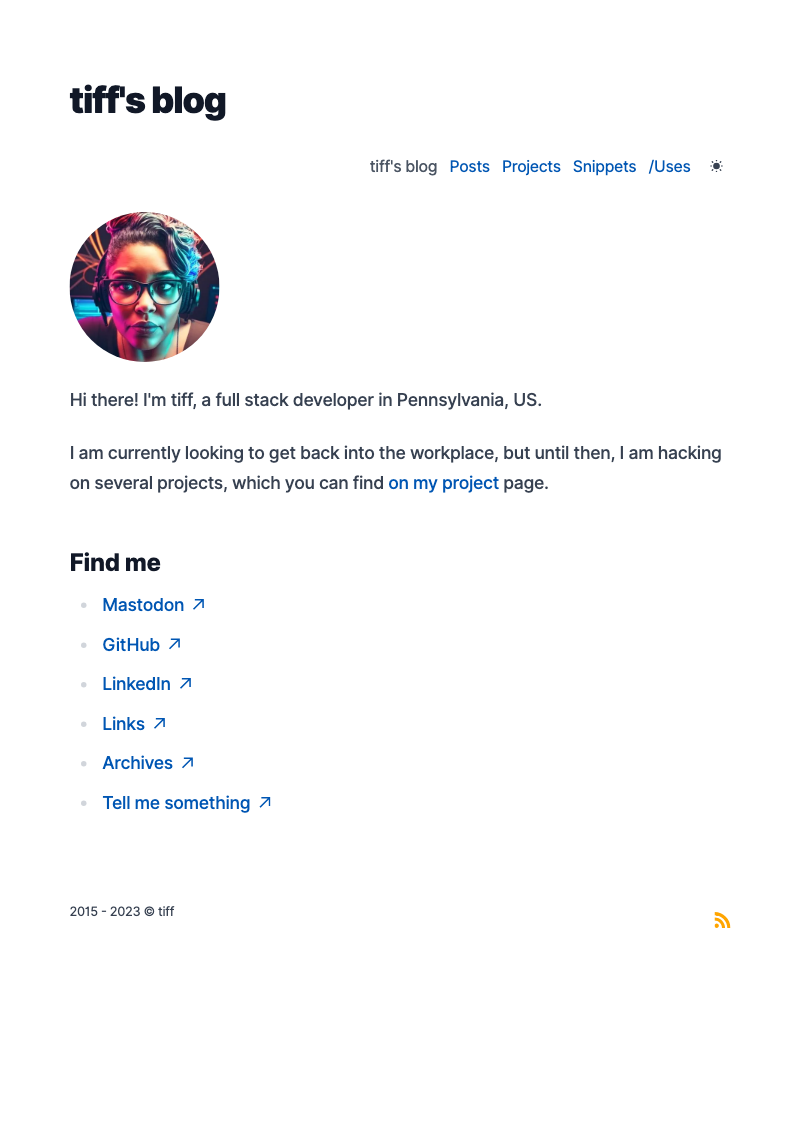 tiff's blog
tiff's blog Posts Projects Snippets /Uses
Hi there! I'm tiff, a full stack developer in Pennsylvania, US.
I am currently looking to get back into the workplace, but until then, I am hacking
on several projects, which you can find on my project page.
Find me
Mastodon
GitHub
LinkedIn
Links
Archives
Tell me something
2015 - 2023 © tiff